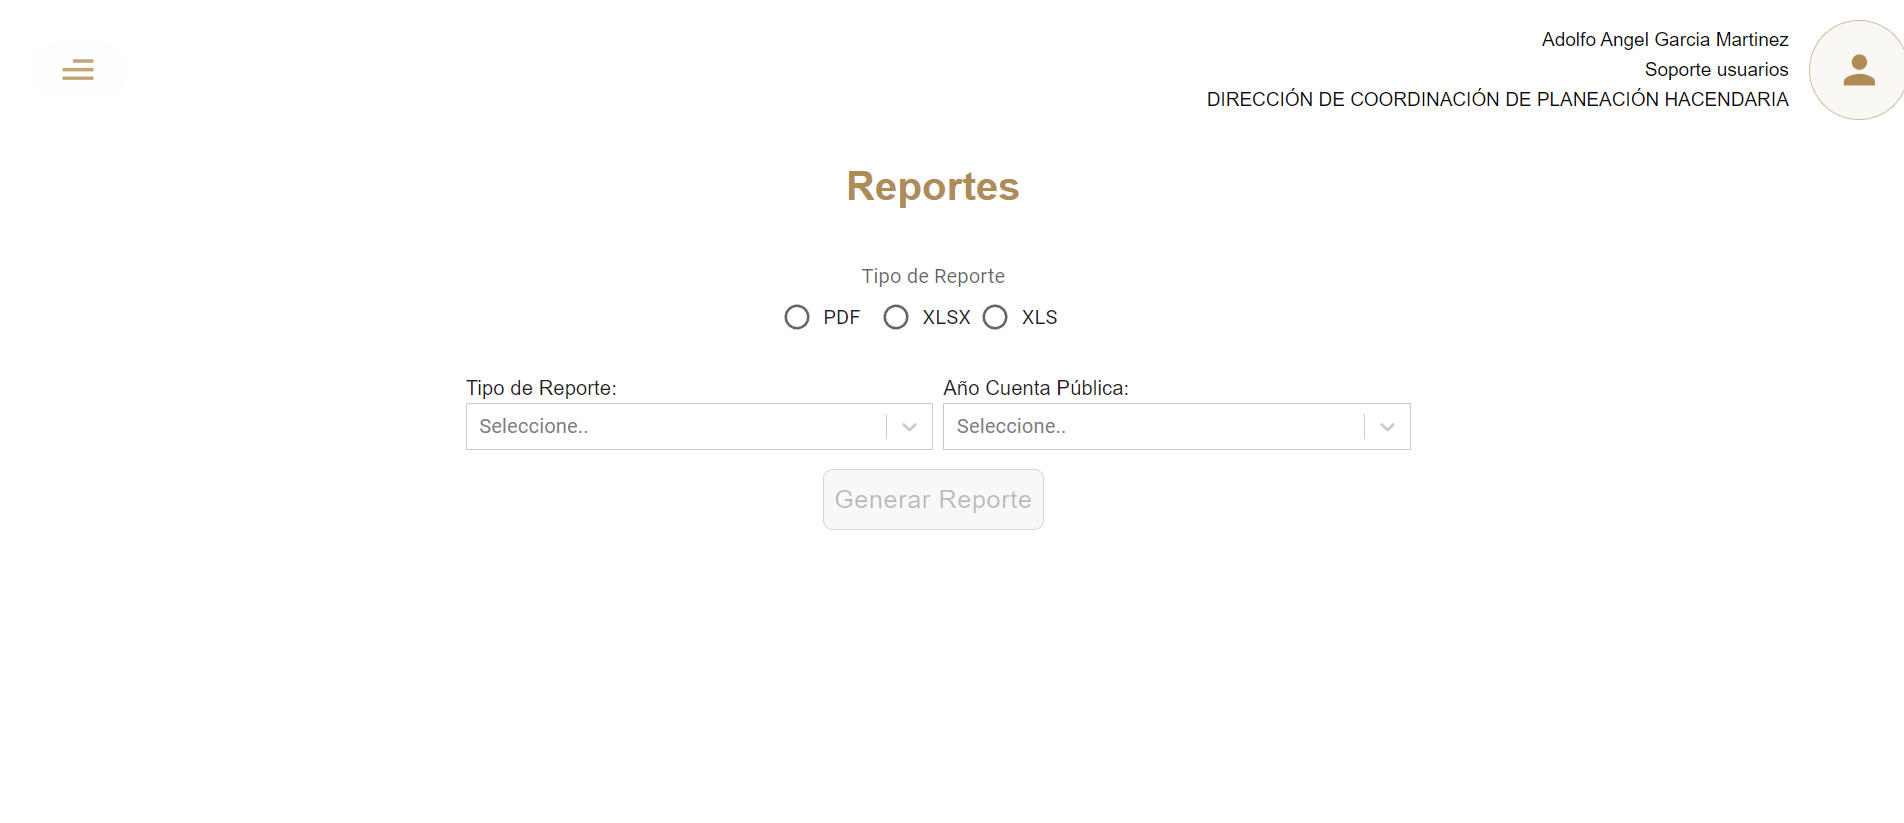 Adolfo Angel Garcia Martinez
Soporte usuarios
DIRECCIÓN DE COORDINACIÓN DE PLANEACIÓN HACENDARIA
Reportes
Tipo de Reporte
PDF XLSX XLS
Tipo de Reporte: Año Cuenta Pública:
Seleccione.. Seleccione..
Generar Reporte